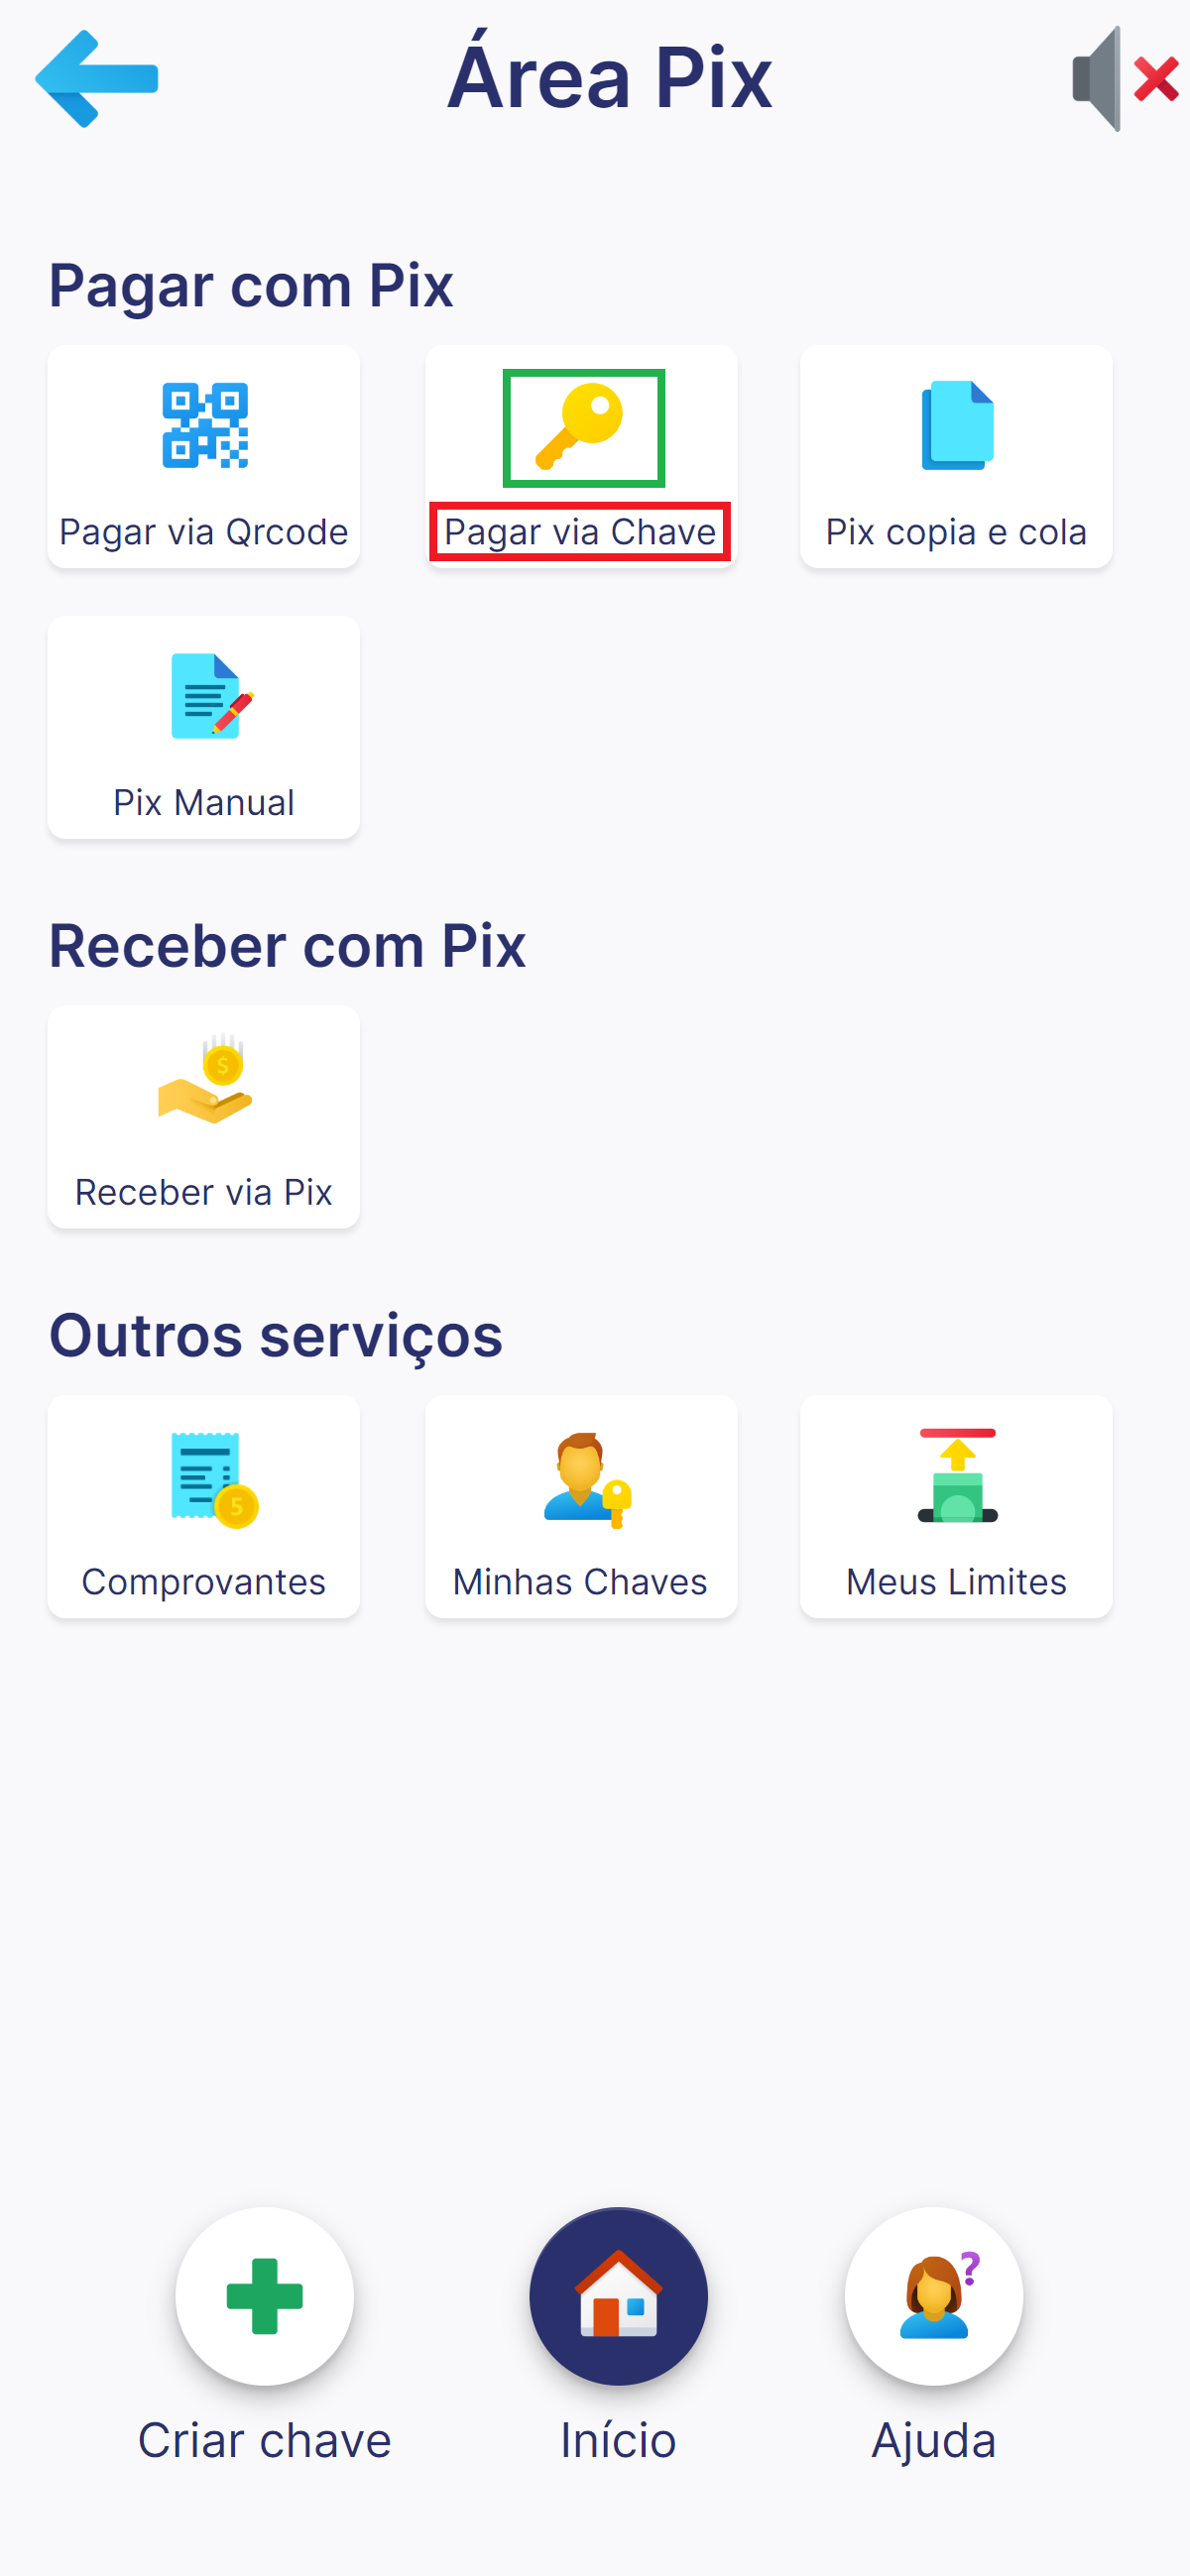 Área Pix
Pagar com Pix
Pagar via Qrcode
Pagar via Chave
Pix copia e cola
Pix Manual
Receber com Pix
$
Receber via Pix
Outros serviços
5
Comprovantes
Minhas Chaves
Meus Limites
?
Criar chave
Início
Ajuda